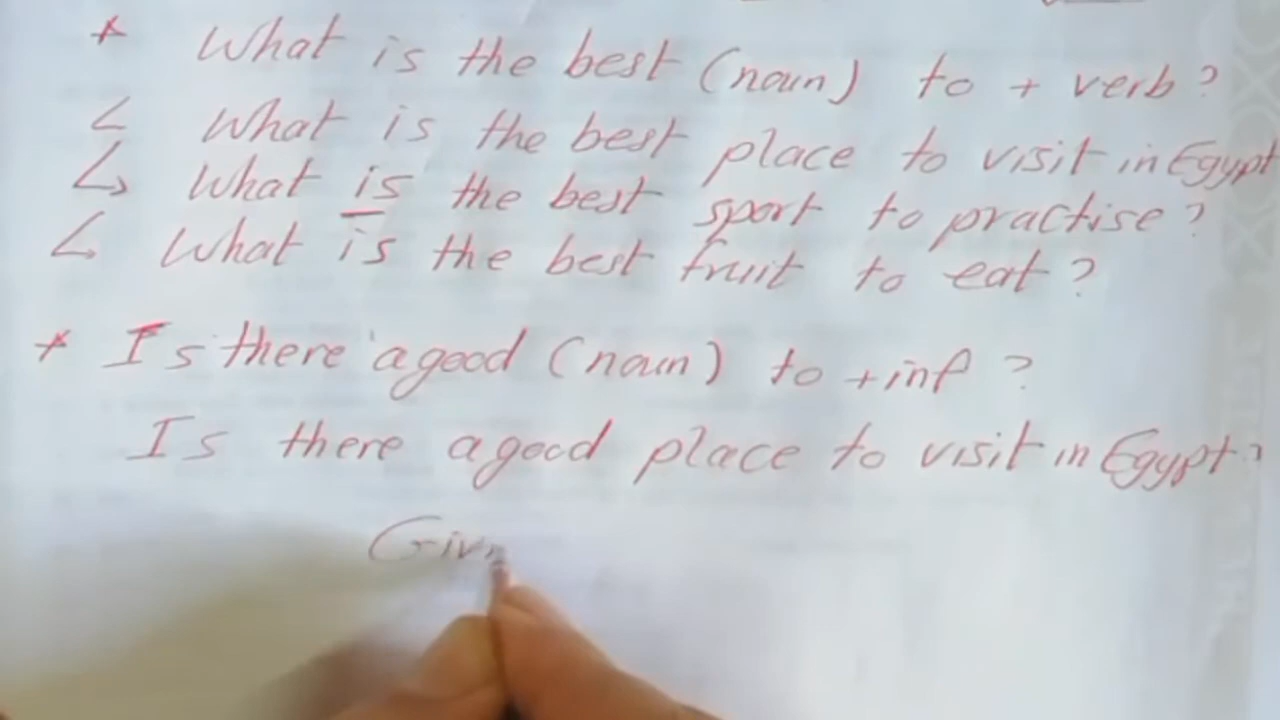 * What is the best (noun) to + verb?
What is the best place to visit in Egypt
What is the best sport to practise?
What is the best fruit to eat?
* Is there a good (noun) to + inf?
Is there a good place to visit in Egypt?
Giv